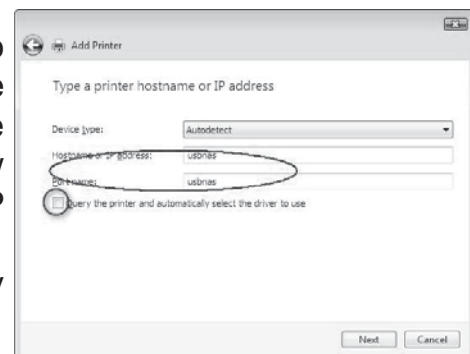 Add Printer
Type a printer hostname or IP address
Device type:
Autodetect
Hostname or IP address:
usbnas
Port name:
usbnas
Query the printer and automatically select the driver to use
Next
Cancel